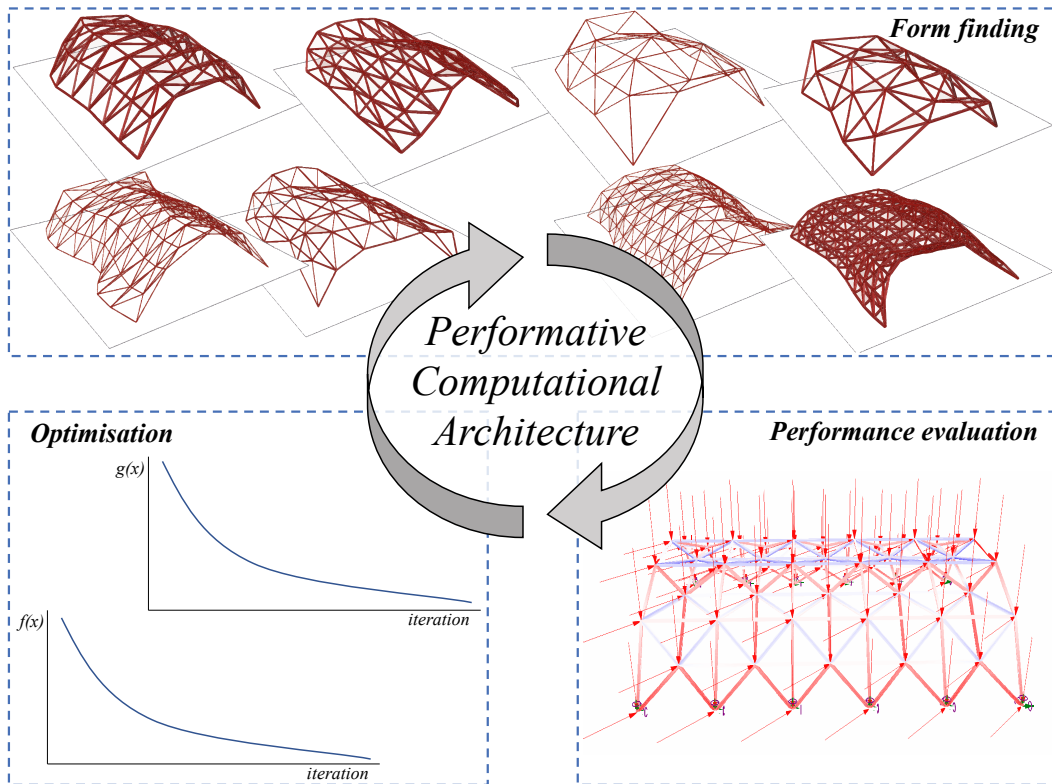 Form finding
Performative
Computational
Architecture
Optimisation
g(x)
iteration
f(x)
iteration
Performance evaluation